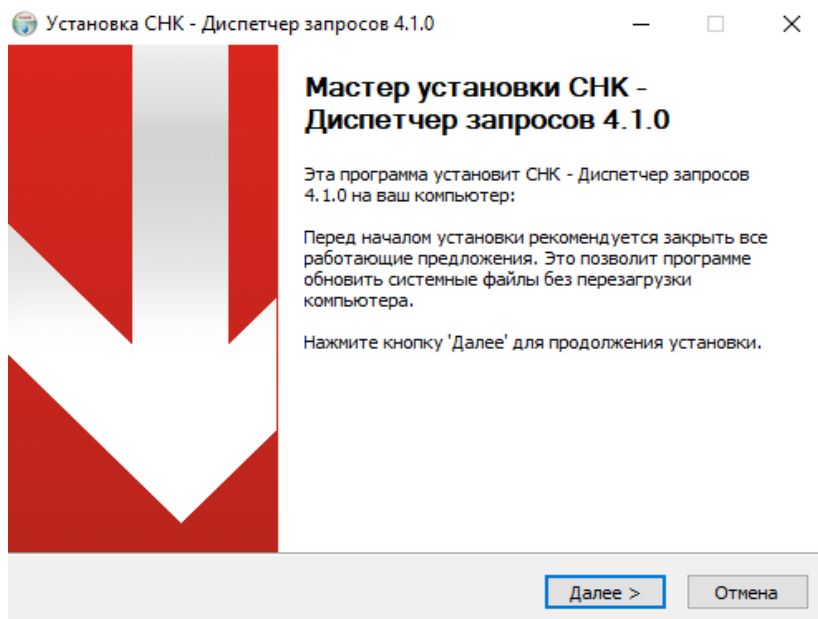 Установка СНК - Диспетчер запросов 4.1.0
Мастер установки СНК -
Диспетчер запросов 4.1.0
Эта программа установит СНК - Диспетчер запросов
4.1.0 на ваш компьютер:
Перед началом установки рекомендуется закрыть все
работающие предложения. Это позволит программе
обновить системные файлы без перезагрузки
компьютера.
Нажмите кнопку 'Далее' для продолжения установки.
Далее >
Отмена